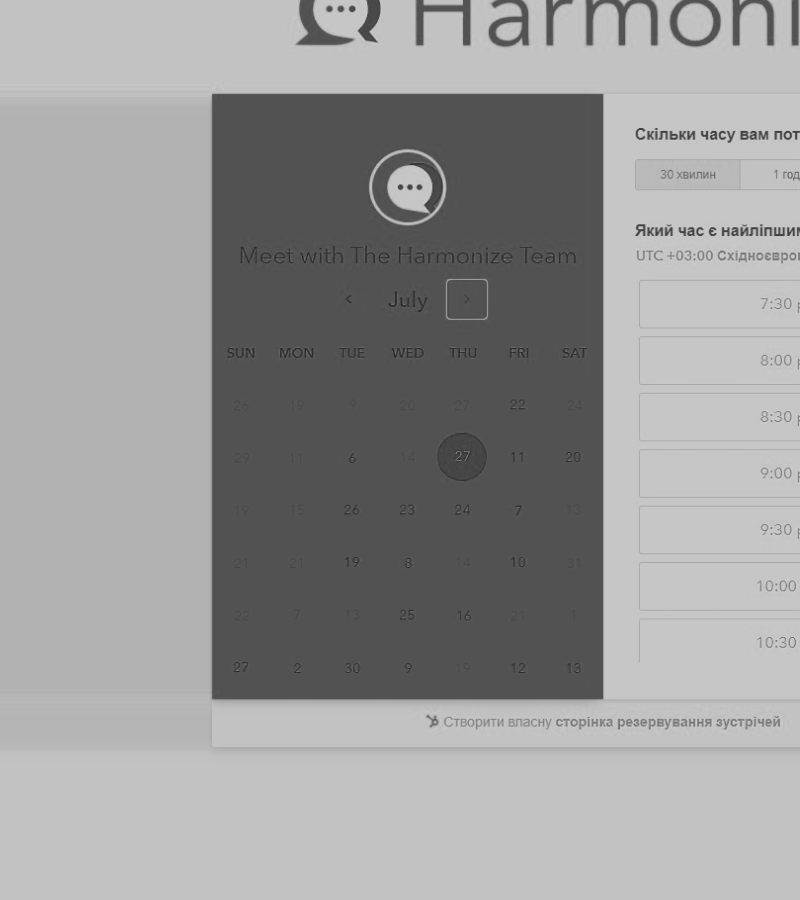 Harmoni
Meet with The Harmonize Team
July
SUN MON TUE WED THU FRI SAT
26 19 9 20 27 22 24
29 11 6 14 27 11 20
19 15 26 23 24 7 13
21 21 19 8 14 10 31
22 7 13 25 16 21 1
27 2 30 9 19 12 13
Скільки часу вам пот
30 хвилин 1 год
Який час є найліпшим
UTC +03:00 Східноєвроп
7:30 p
8:00 p
8:30 p
9:00 p
9:30 p
10:00
10:30
Створити власну сторінка резервування зустрічей